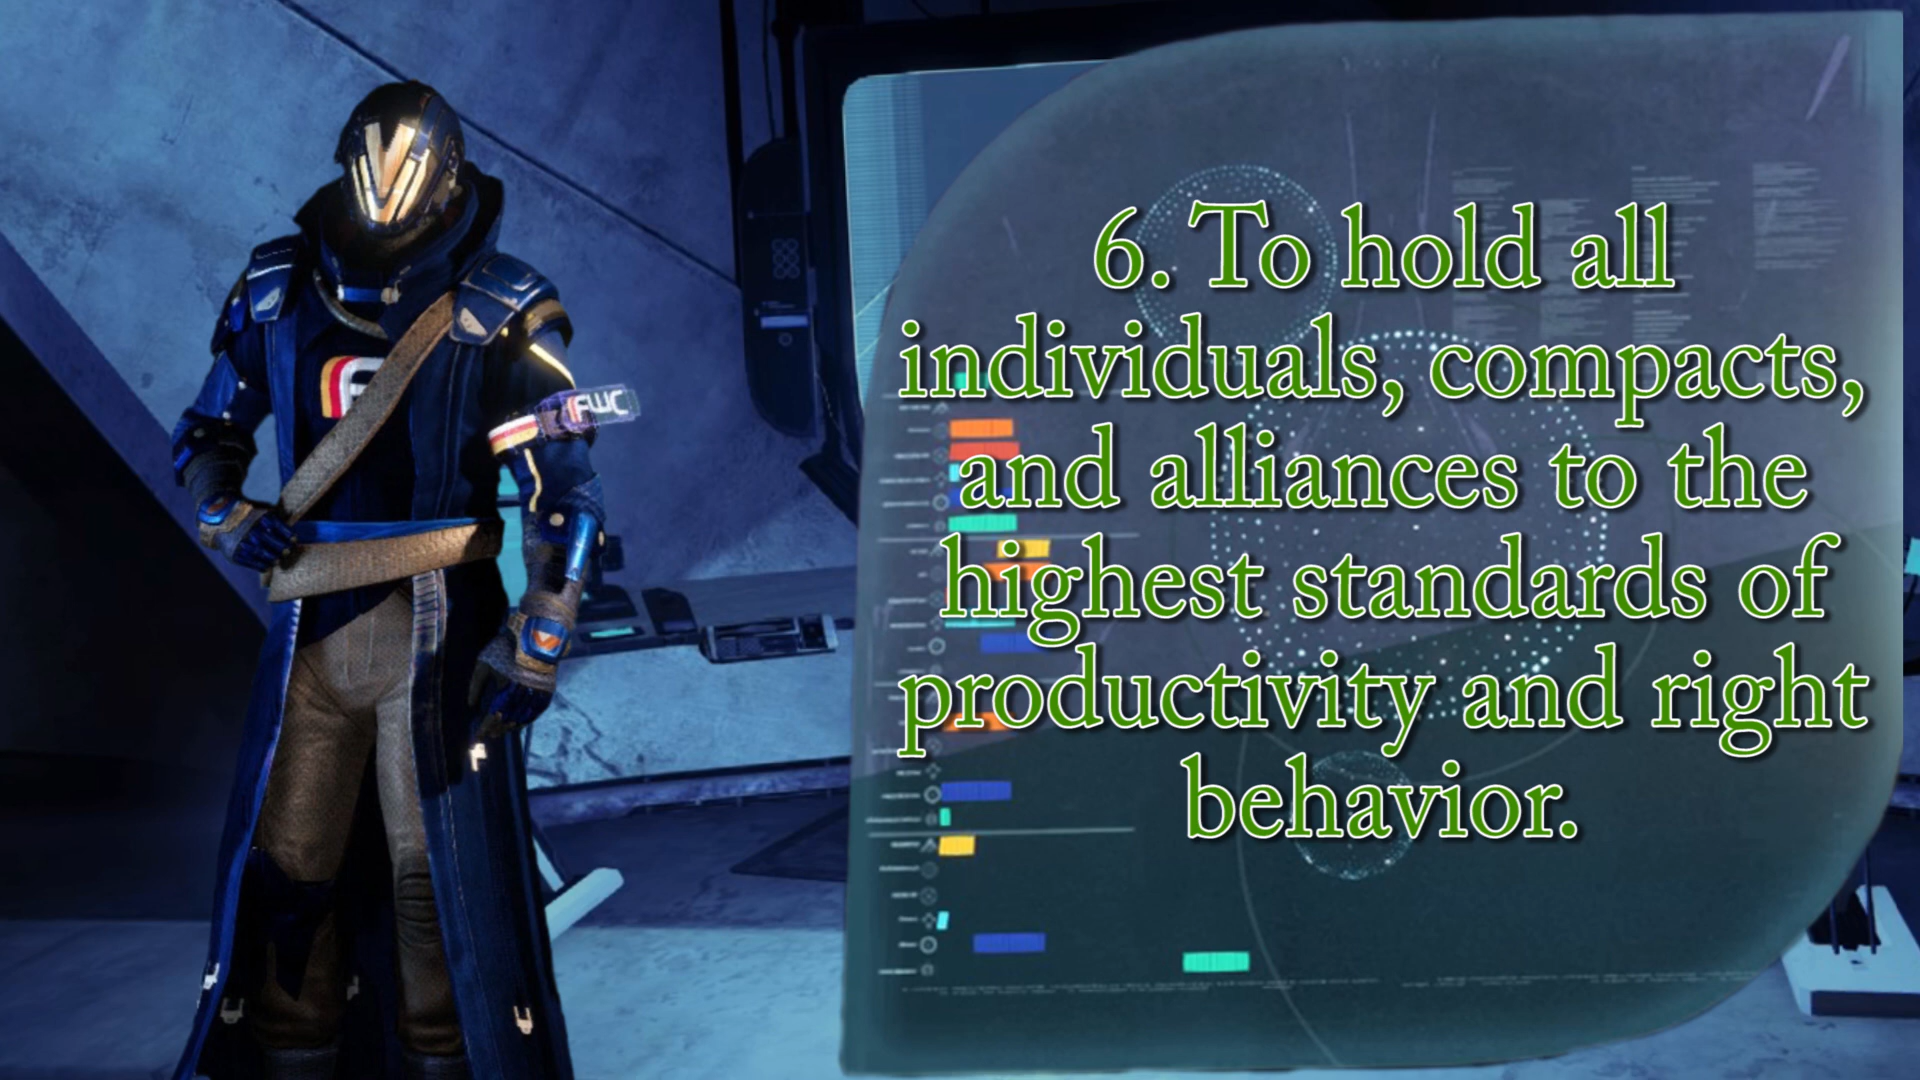 6. To hold all
individuals, compacts,
and alliances to the
highest standards of
productivity and right
behavior.
FWC